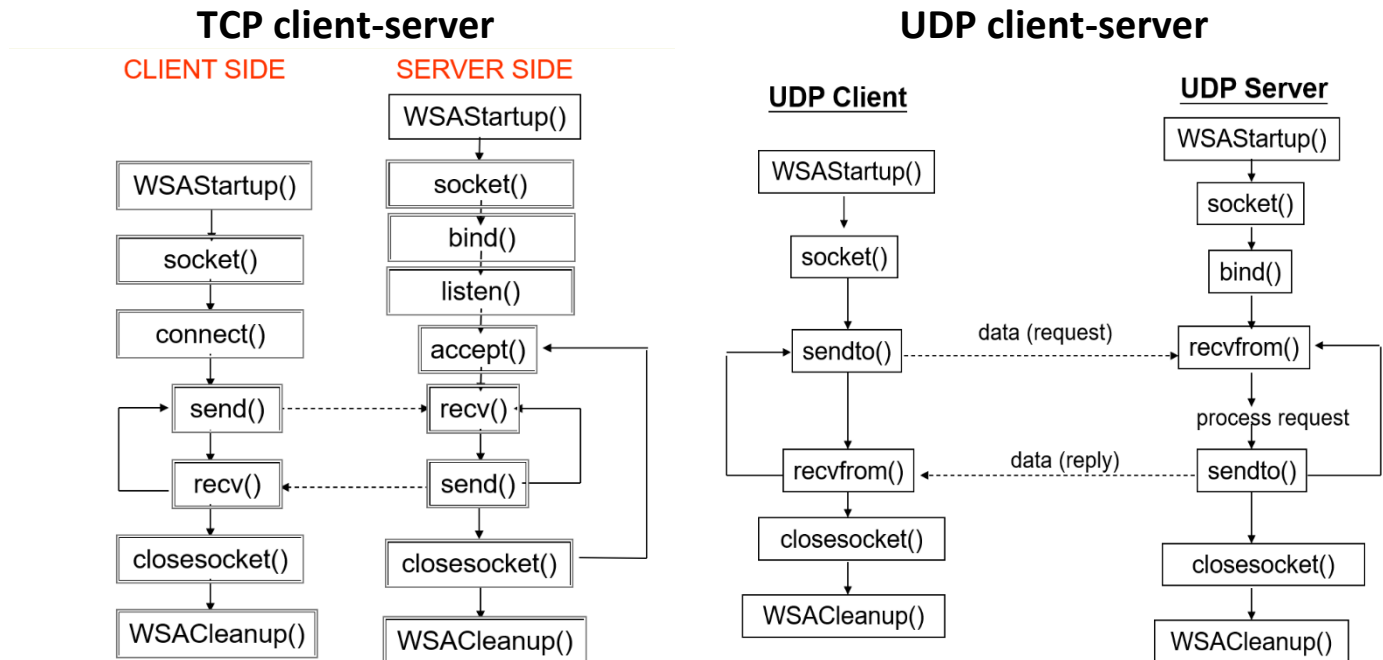 TCP client-server
CLIENT SIDE
SERVER SIDE
WSAStartup()
socket()
connect()
send()
recv()
closesocket()
WSACleanup()
WSAStartup()
socket()
bind()
listen()
accept()
recv()
send()
closesocket()
WSACleanup()
UDP client-server
UDP Client
WSAStartup()
socket()
sendto()
recvfrom()
closesocket()
WSACleanup()
data (request)
data (reply)
UDP Server
WSAStartup()
socket()
bind()
recvfrom()
process request
sendto()
closesocket()
WSACleanup()